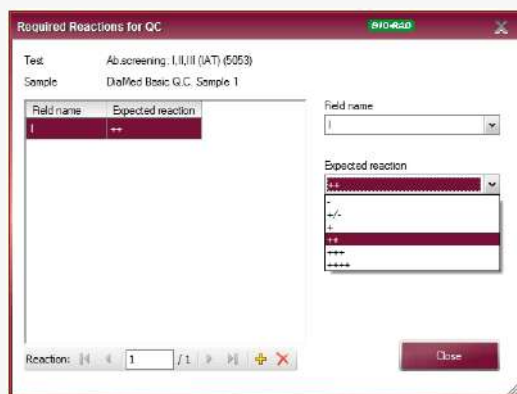 Required Reactions for QC
BIO-RAD
Test Ab.screening: I,II,III (IAT) (5053)
Sample DiaMed Basic Q.C. Sample 1
Field name Expected reaction
I ++
Field name
I
Expected reaction
++
-
+/-
+
++
+++
++++
Reaction: 1 / 1
Close